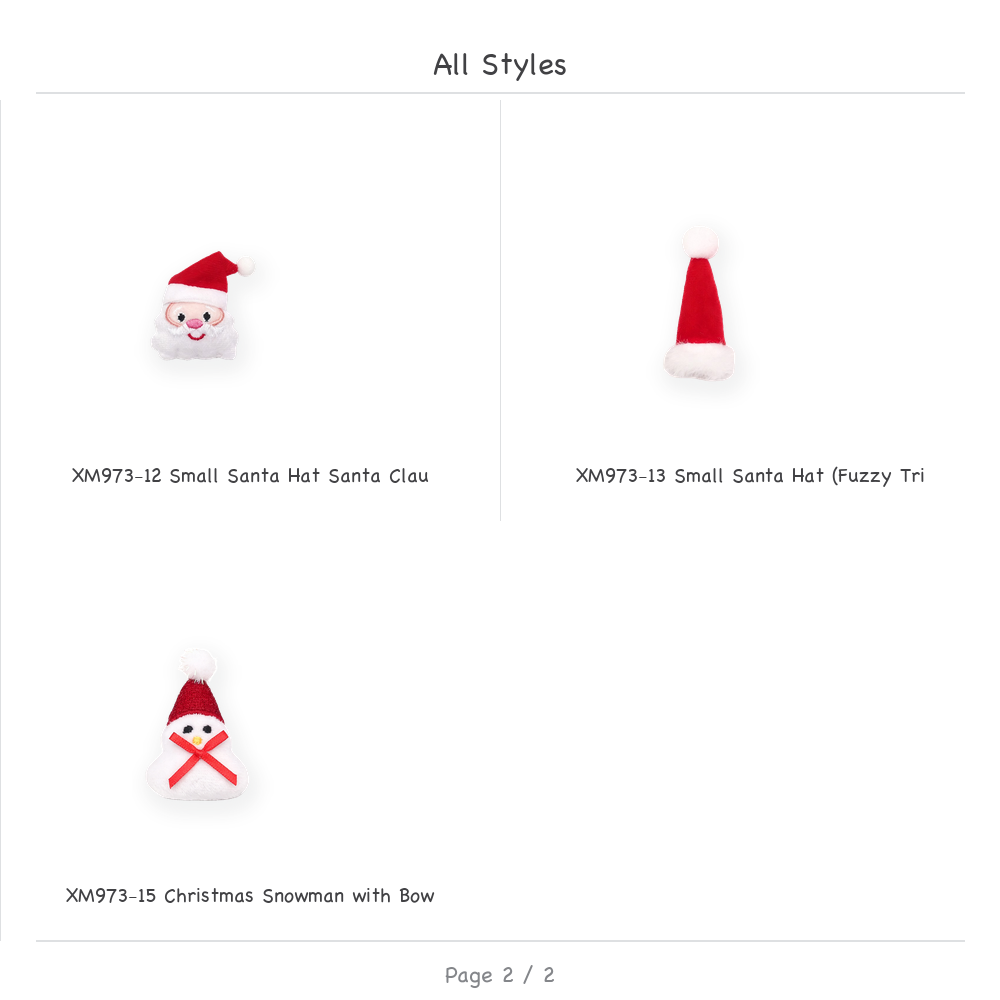 All Styles
XM973-12 Small Santa Hat Santa Clau
XM973-13 Small Santa Hat (Fuzzy Tri
XM973-15 Christmas Snowman with Bow
Page 2 / 2